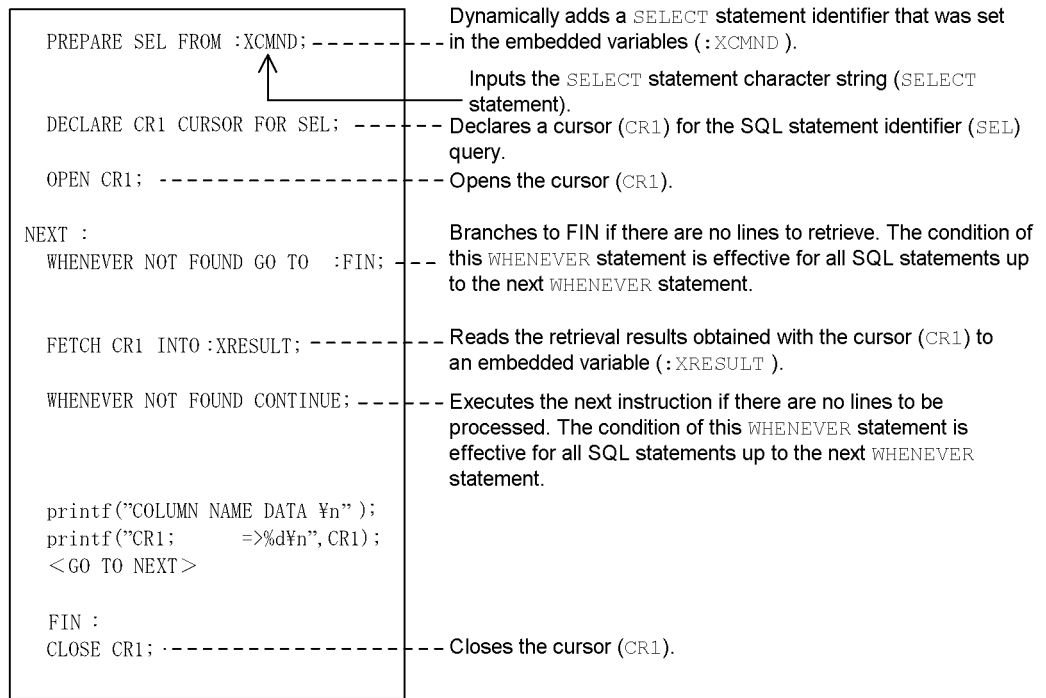 Dynamically adds a SELECT statement identifier that was set
PREPARE SEL FROM :XCMND; in the embedded variables (:XCMND ).
Inputs the SELECT statement character string (SELECT
statement).
DECLARE CR1 CURSOR FOR SEL; Declares a cursor (CR1) for the SQL statement identifier (SEL)
query.
OPEN CR1; Opens the cursor (CR1).
NEXT :
Branches to FIN if there are no lines to retrieve. The condition of
WHENEVER NOT FOUND GO TO :FIN; this WHENEVER statement is effective for all SQL statements up
to the next WHENEVER statement.
FETCH CR1 INTO :XRESULT; Reads the retrieval results obtained with the cursor (CR1) to
an embedded variable (:XRESULT ).
WHENEVER NOT FOUND CONTINUE; Executes the next instruction if there are no lines to be
processed. The condition of this WHENEVER statement is
effective for all SQL statements up to the next WHENEVER
statement.
printf(”COLUMN NAME DATA ¥n” );
printf(”CR1; =>%d¥n”, CR1);
＜GO TO NEXT＞
FIN :
CLOSE CR1; Closes the cursor (CR1).